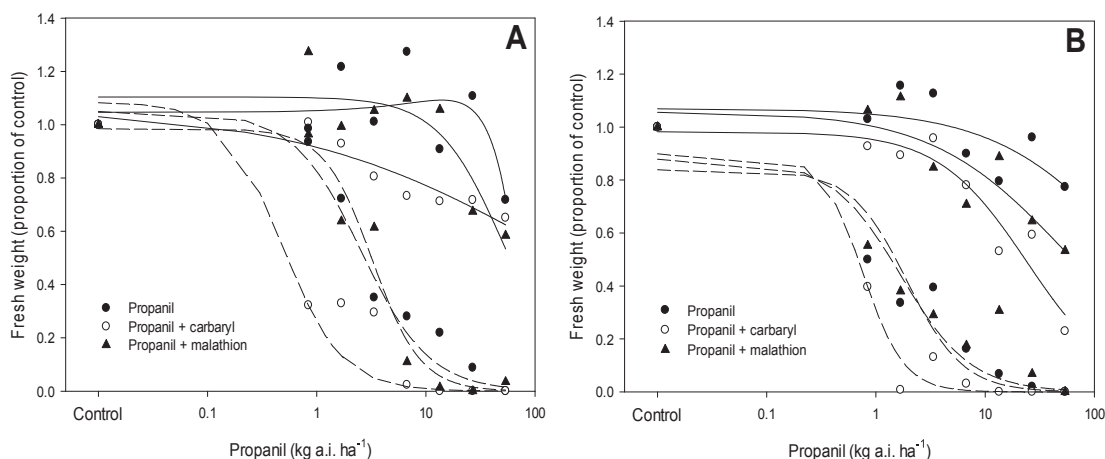 A
Fresh weight (proportion of control)
1.4
1.2
1.0
0.8
0.6
0.4
0.2
0.0
Propanil
Propanil + carbaryl
Propanil + malathion
Control
0.1
1
10
100
Propanil (kg a.i. ha⁻¹)
B
Fresh weight (proportion of control)
1.4
1.2
1.0
0.8
0.6
0.4
0.2
0.0
Propanil
Propanil + carbaryl
Propanil + malathion
Control
0.1
1
10
100
Propanil (kg a.i. ha⁻¹)